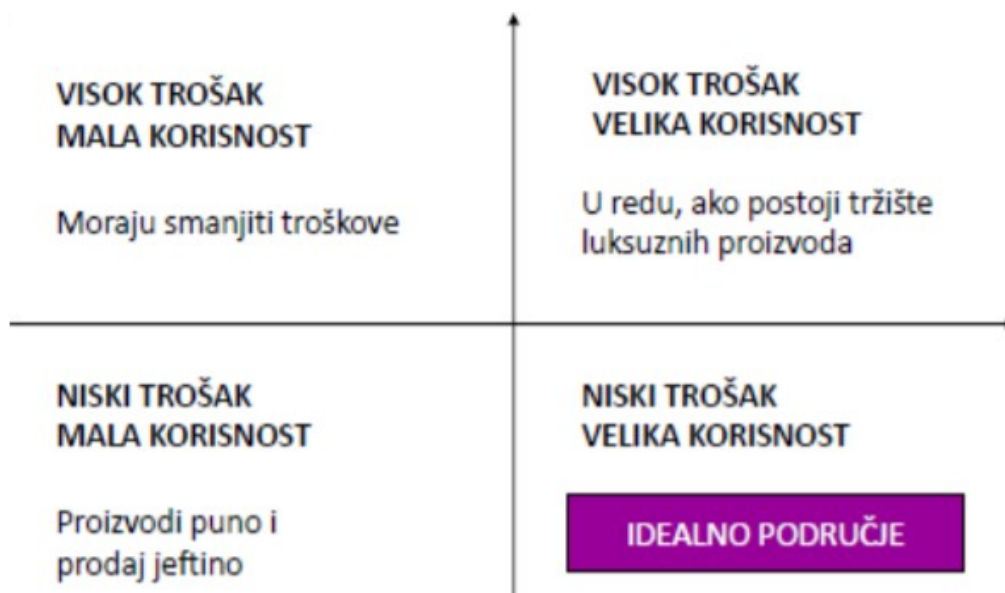 VISOK TROŠAK
MALA KORISNOST
Moraju smanjiti troškove
VISOK TROŠAK
VELIKA KORISNOST
U redu, ako postoji tržište
luksuznih proizvoda
NISKI TROŠAK
MALA KORISNOST
Proizvodi puno i
prodaj jeftino
NISKI TROŠAK
VELIKA KORISNOST
IDEALNO PODRUČJE